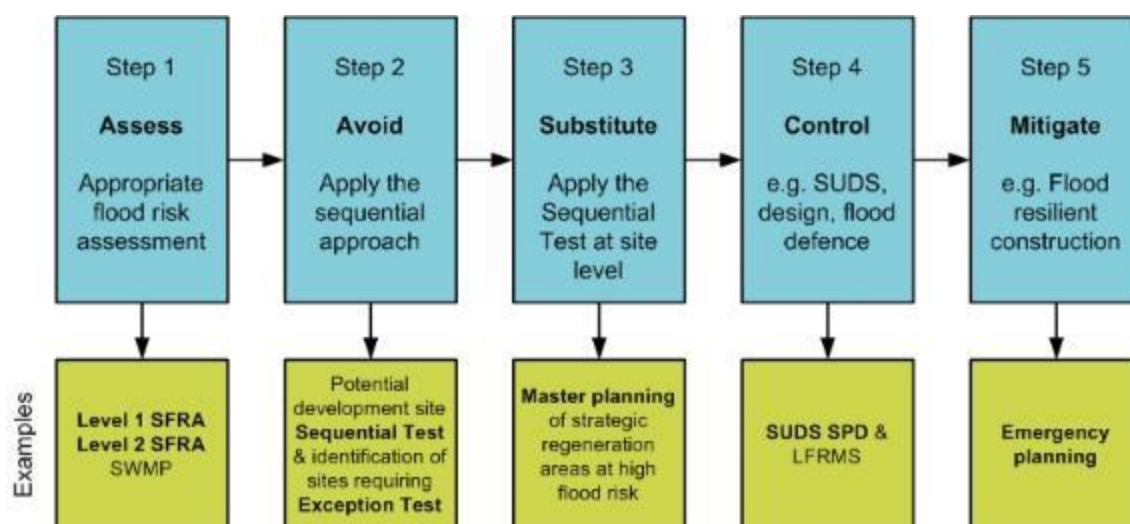 Step 1
Assess
Appropriate
flood risk
assessment
Step 2
Avoid
Apply the
sequential
approach
Step 3
Substitute
Apply the
Sequential
Test at site
level
Step 4
Control
e.g. SUDS,
design, flood
defence
Step 5
Mitigate
e.g. Flood
resilient
construction
Examples
Level 1 SFRA
Level 2 SFRA
SWMP
Potential
development site
Sequential Test
& identification of
sites requiring
Exception Test
Master planning
of strategic
regeneration
areas at high
flood risk
SUDS SPD &
LFRMS
Emergency
planning